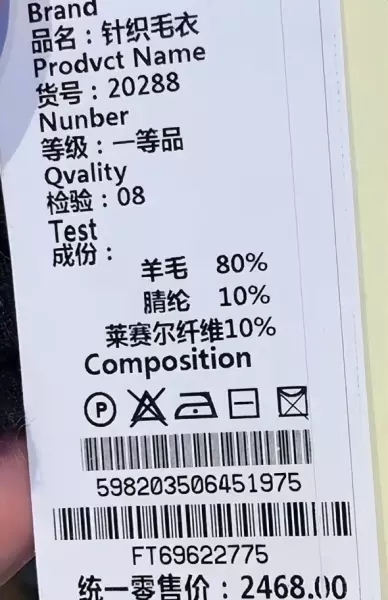 Brand
品名：针织毛衣
Prodvct Name
货号：20288
Nunber
等级：一等品
Qvality
检验：08
Test
成份：
羊毛 80%
腈纶 10%
莱赛尔纤维10%
Composition
P
598203506451975
FT69622775
统一零售价：2468.00